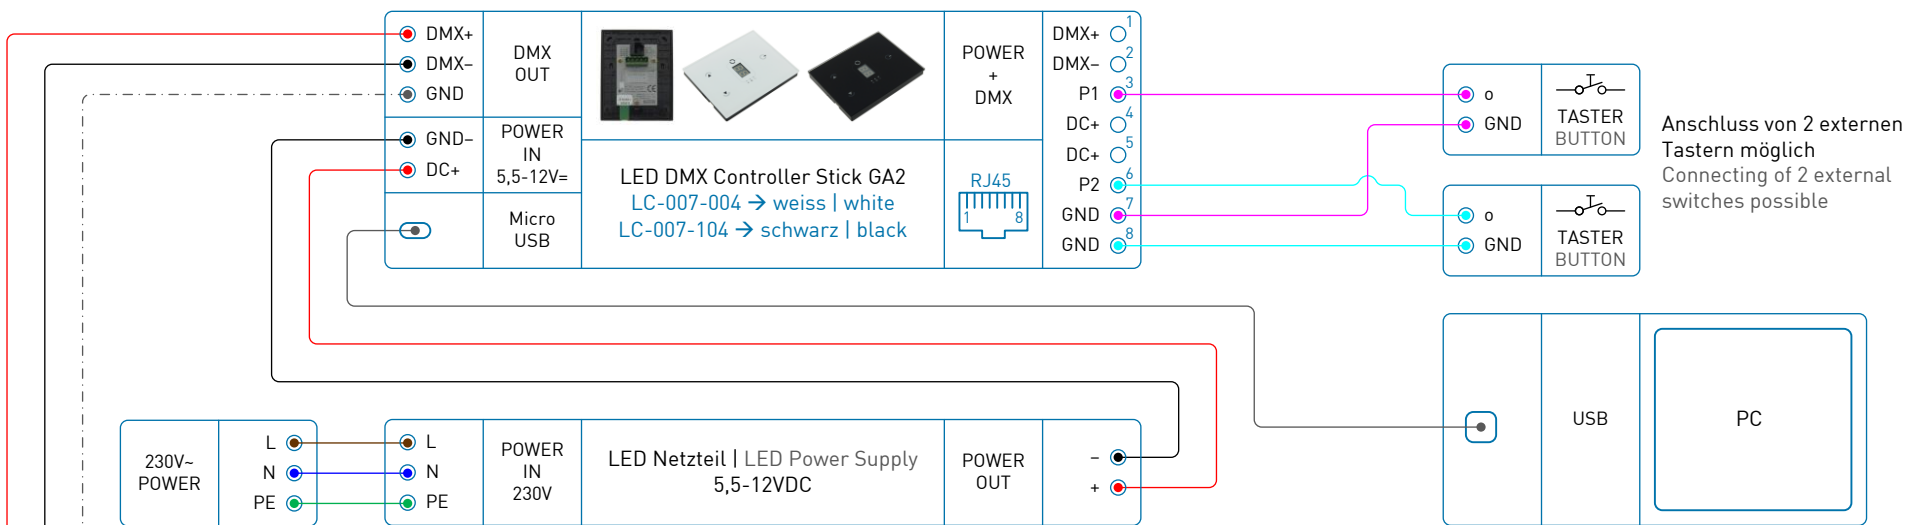 DMX+
DMX–
GND
DMX
OUT
GND–
DC+
POWER
IN
5,5-12V=
Micro
USB
LED DMX Controller Stick GA2
LC-007-004 → weiss | white
LC-007-104 → schwarz | black
POWER
+
DMX
RJ45
1 8
DMX+ 1
DMX– 2
P1 3
DC+ 4
DC+ 5
P2 6
GND 7
GND 8
o
GND
TASTER
BUTTON
o
GND
TASTER
BUTTON
Anschluss von 2 externen
Tastern möglich
Connecting of 2 external
switches possible
230V~
POWER
L
N
PE
L
N
PE
POWER
IN
230V
LED Netzteil | LED Power Supply
5,5-12VDC
POWER
OUT
–
+
USB
PC